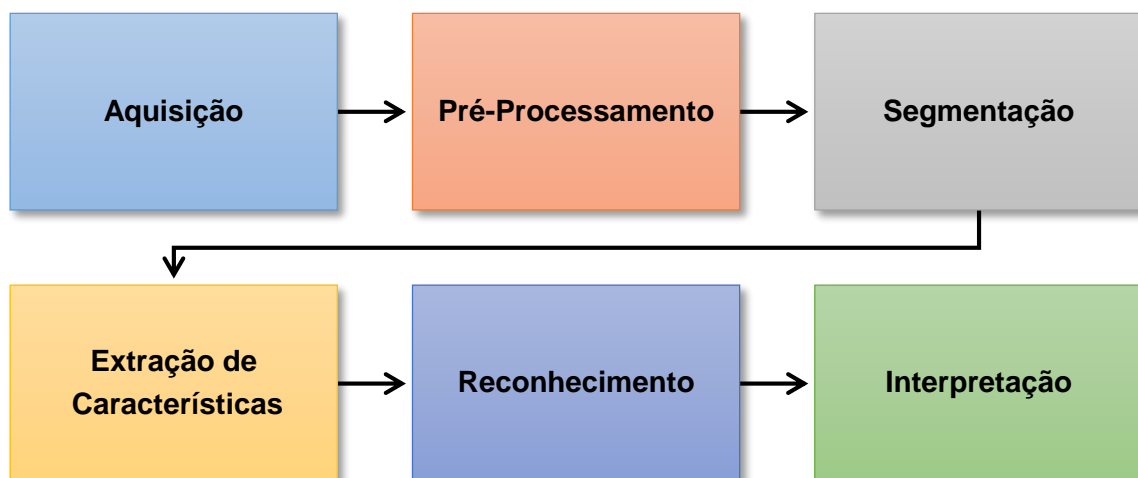 Aquisição
Pré-Processamento
Segmentação
Extração de
Características
Reconhecimento
Interpretação